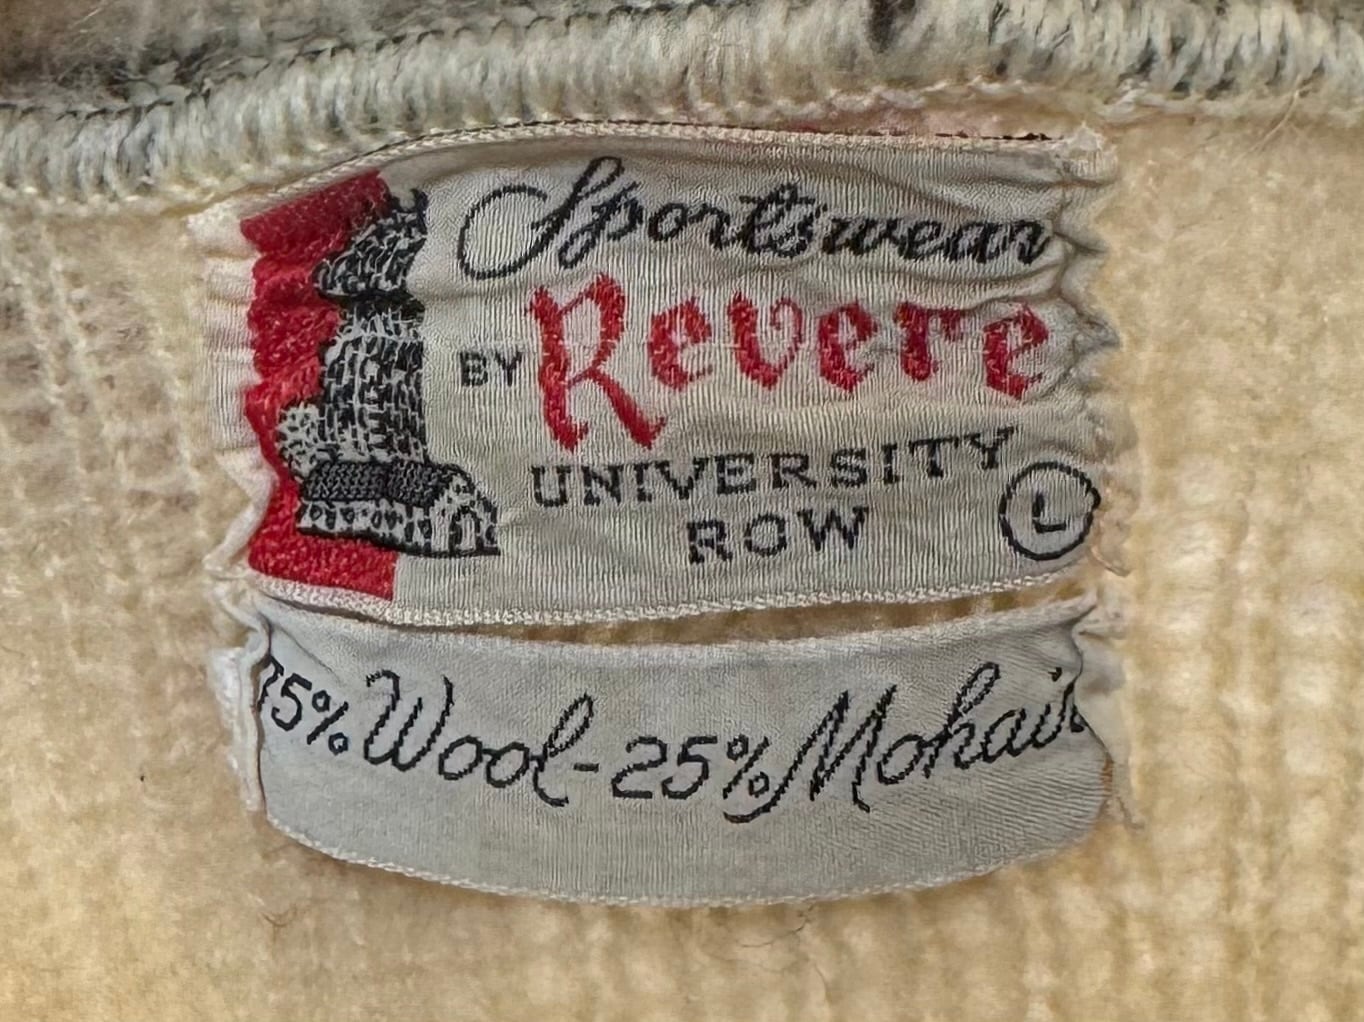 Sportswear
BY Revere
UNIVERSITY
ROW
L
75% Wool-25% Mohair